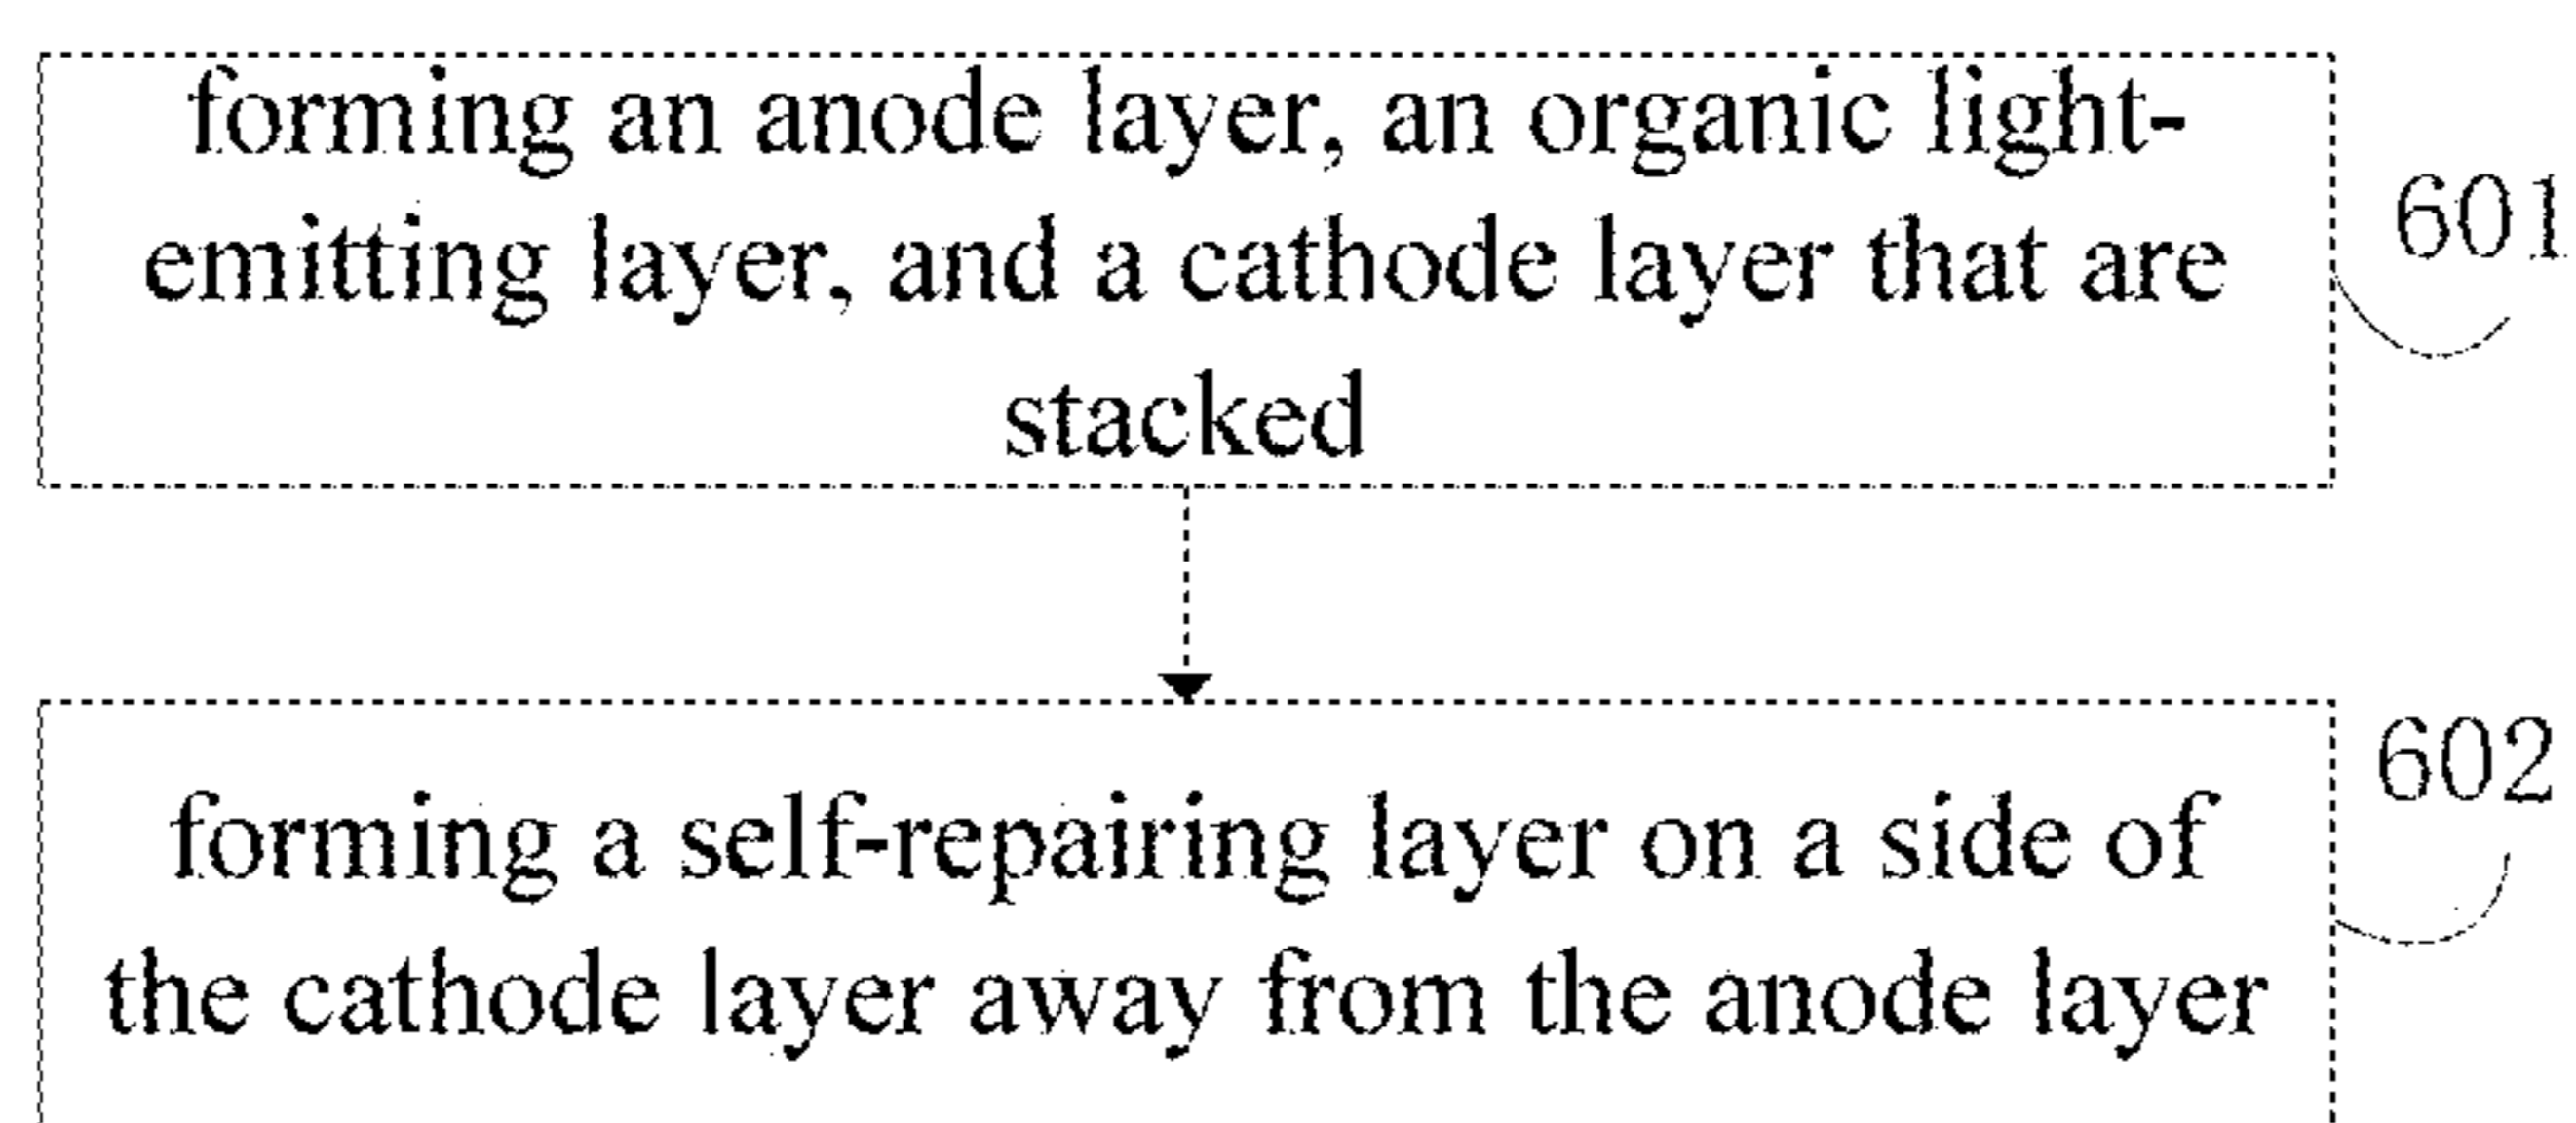 forming an anode layer, an organic light-
emitting layer, and a cathode layer that are
stacked
601
forming a self-repairing layer on a side of
the cathode layer away from the anode layer
602